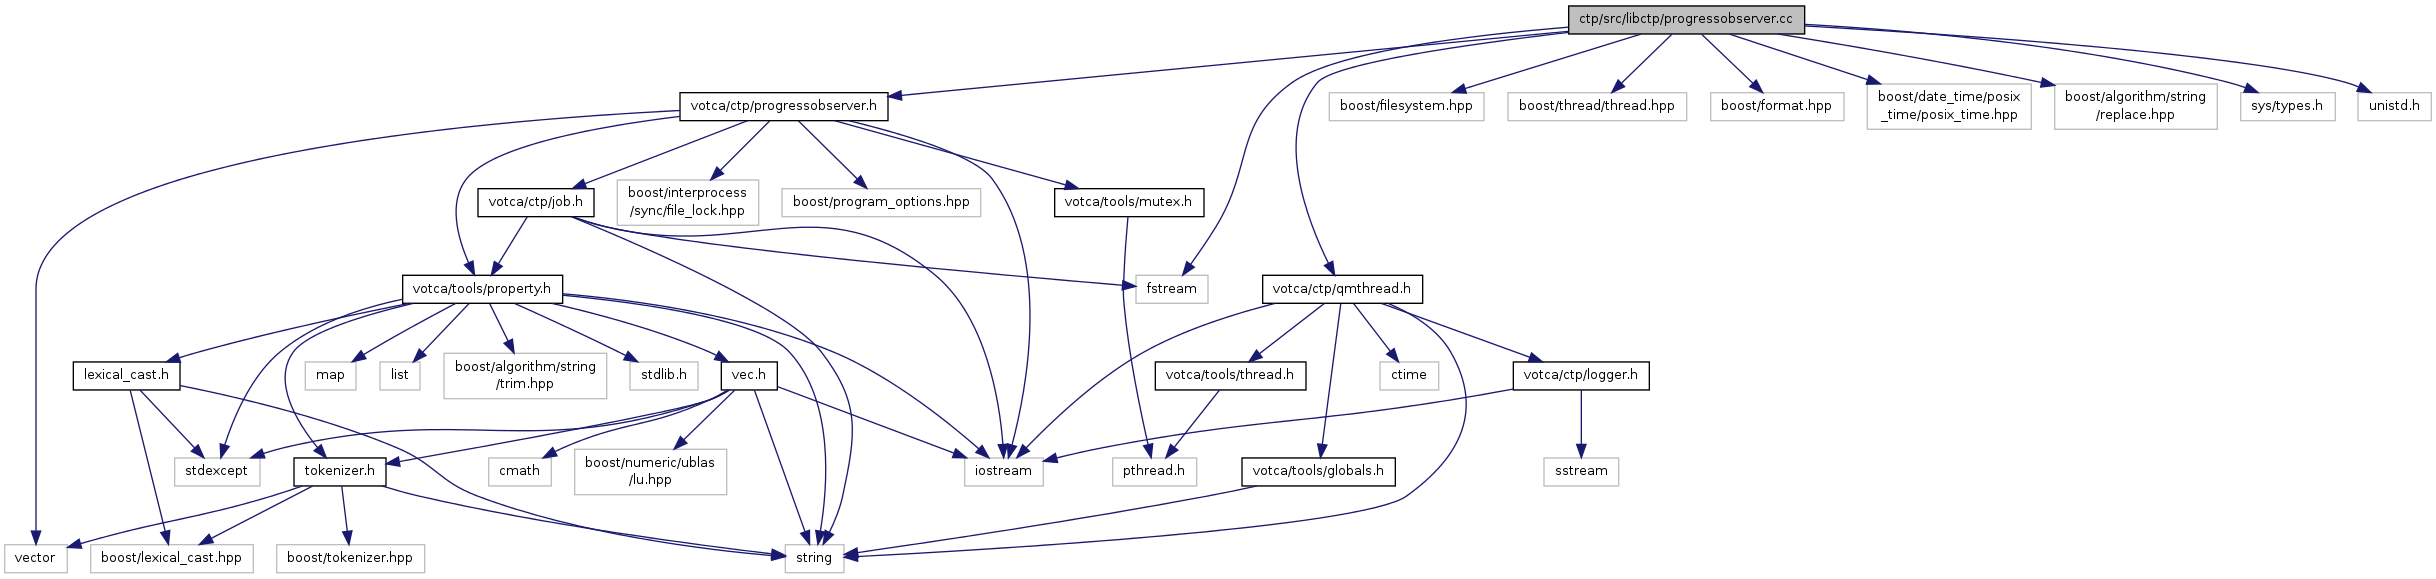 ctp/src/libctp/progressobserver.cc
votca/ctp/progressobserver.h
boost/filesystem.hpp
boost/thread/thread.hpp
boost/format.hpp
boost/date_time/posix
_time/posix_time.hpp
boost/algorithm/string
/replace.hpp
sys/types.h
unistd.h
votca/ctp/job.h
boost/interprocess
/sync/file_lock.hpp
boost/program_options.hpp
votca/tools/mutex.h
votca/tools/property.h
fstream
votca/ctp/qmthread.h
lexical_cast.h
map
list
boost/algorithm/string
/trim.hpp
stdlib.h
vec.h
votca/tools/thread.h
ctime
votca/ctp/logger.h
stdexcept
tokenizer.h
cmath
boost/numeric/ublas
/lu.hpp
iostream
pthread.h
votca/tools/globals.h
sstream
vector
boost/lexical_cast.hpp
boost/tokenizer.hpp
string